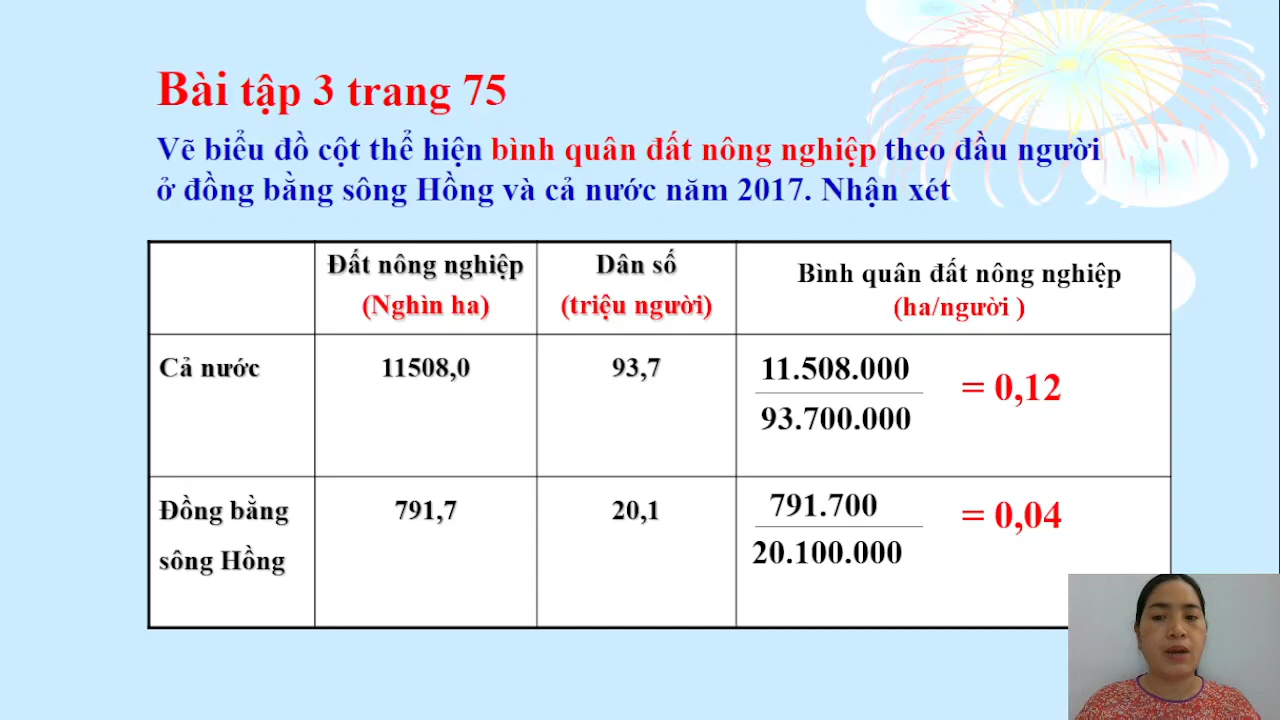 Bài tập 3 trang 75
Vẽ biểu đồ cột thể hiện bình quân đất nông nghiệp theo đầu người
ở đồng bằng sông Hồng và cả nước năm 2017. Nhận xét
Đất nông nghiệp
(Nghìn ha)
Dân số
(triệu người)
Bình quân đất nông nghiệp
(ha/người )
Cả nước
11508,0
93,7
11.508.000
93.700.000
= 0,12
Đồng bằng
sông Hồng
791,7
20,1
791.700
20.100.000
= 0,04